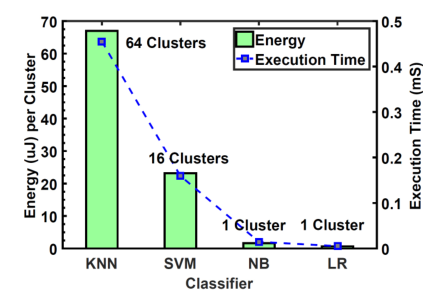 70
60
50
40
30
20
10
0
Energy (uJ) per Cluster
0.5
0.4
0.3
0.2
0.1
0
Execution Time (mS)
Energy
Execution Time
64 Clusters
16 Clusters
1 Cluster
1 Cluster
KNN SVM NB LR
Classifier